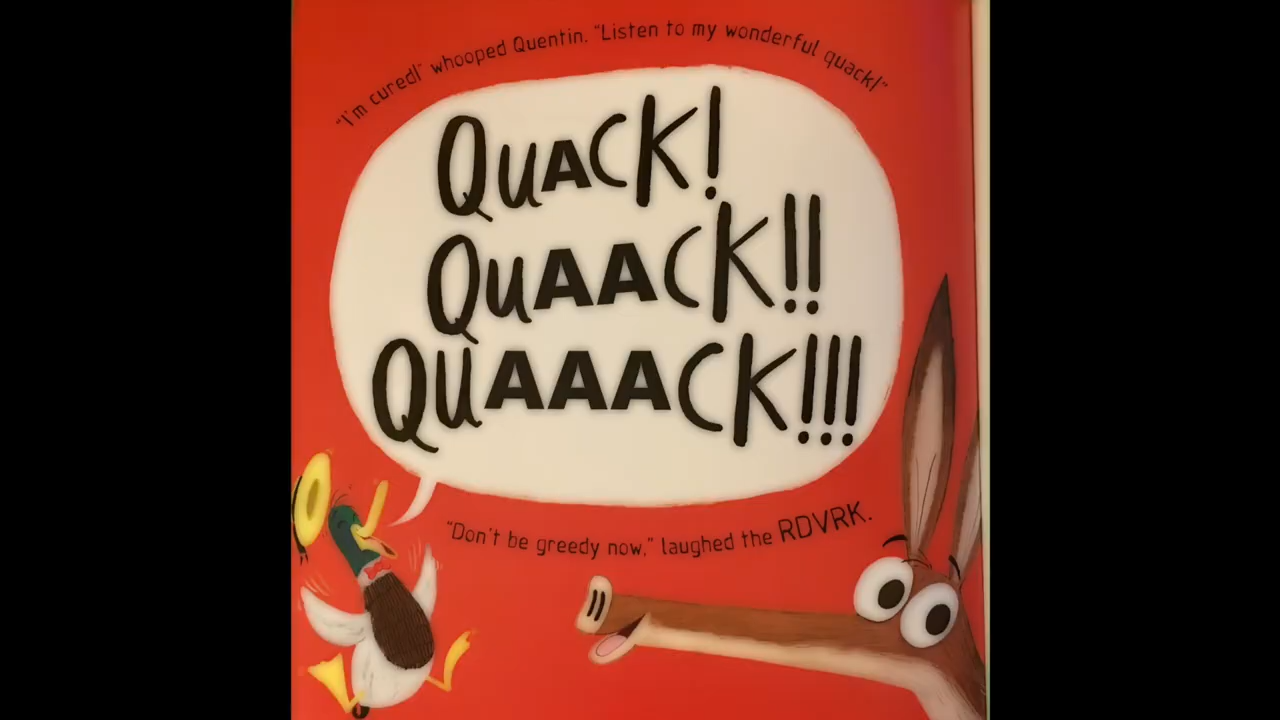 "I'm cured!" whooped Quentin. "Listen to my wonderful quack!"
QUACK!
QUAACK!!
QUAAACK!!!
"Don't be greedy now," laughed the RDVRK.